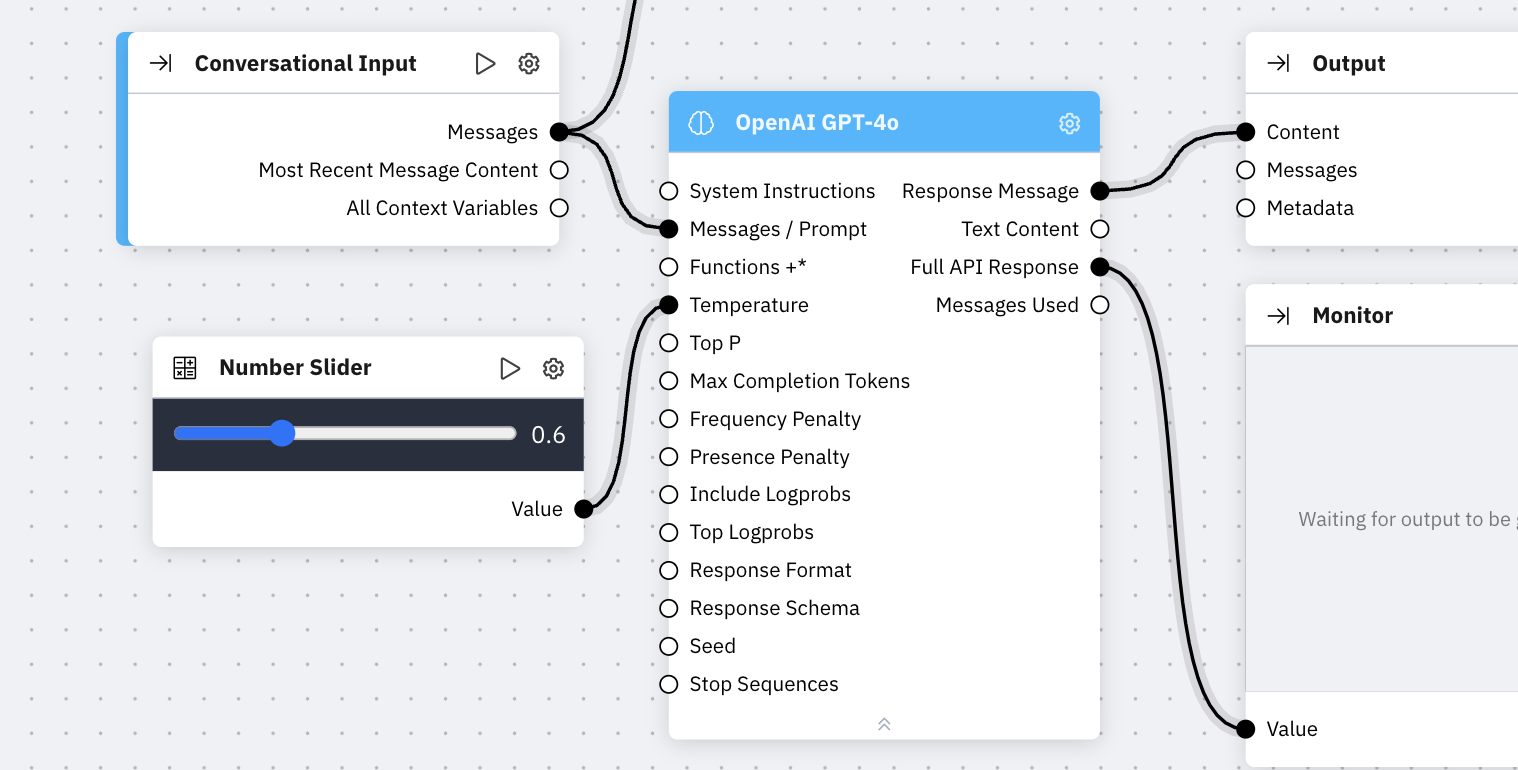 Conversational Input
Messages
Most Recent Message Content
All Context Variables
Number Slider
0.6
Value
OpenAI GPT-4o
System Instructions
Messages / Prompt
Functions +*
Temperature
Top P
Max Completion Tokens
Frequency Penalty
Presence Penalty
Include Logprobs
Top Logprobs
Response Format
Response Schema
Seed
Stop Sequences
Response Message
Text Content
Full API Response
Messages Used
Output
Content
Messages
Metadata
Monitor
Waiting for output to be
Value